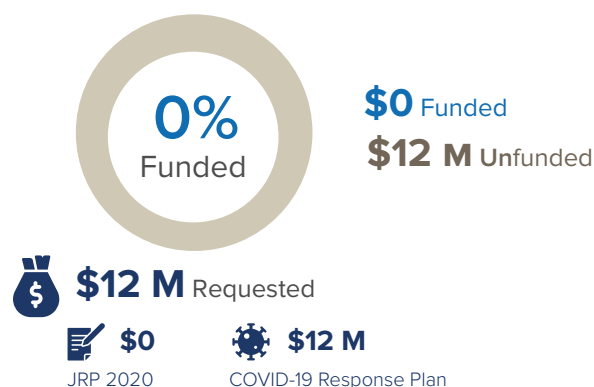 0%
Funded
$0 Funded
$12 M Unfunded
$12 M Requested
$0
JRP 2020
$12 M
COVID-19 Response Plan